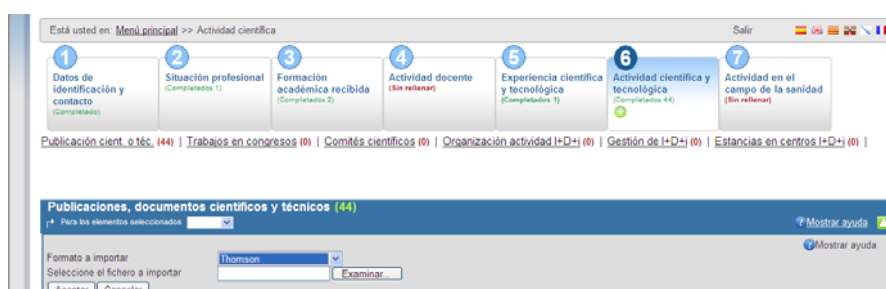 Está usted en: Menú principal >> Actividad científica
Salir
1
Datos de identificación y contacto
(Completado)
2
Situación profesional
(Completados 1)
3
Formación académica recibida
(Completados 2)
4
Actividad docente
(Sin rellenar)
5
Experiencia científica y tecnológica
(Completados 1)
6
Actividad científica y tecnológica
(Completados 44)
7
Actividad en el campo de la sanidad
(Sin rellenar)
Publicación cient. o téc. (44) | Trabajos en congresos (0) | Comités científicos (0) | Organización actividad I+D+i (0) | Gestión de I+D+i (0) | Estancias en centros I+D+i (0) |
Publicaciones, documentos científicos y técnicos (44)
Para los elementos seleccionados
Mostrar ayuda
Mostrar ayuda
Formato a importar Thomson
Seleccione el fichero a importar Examinar...
Aceptar Cancelar